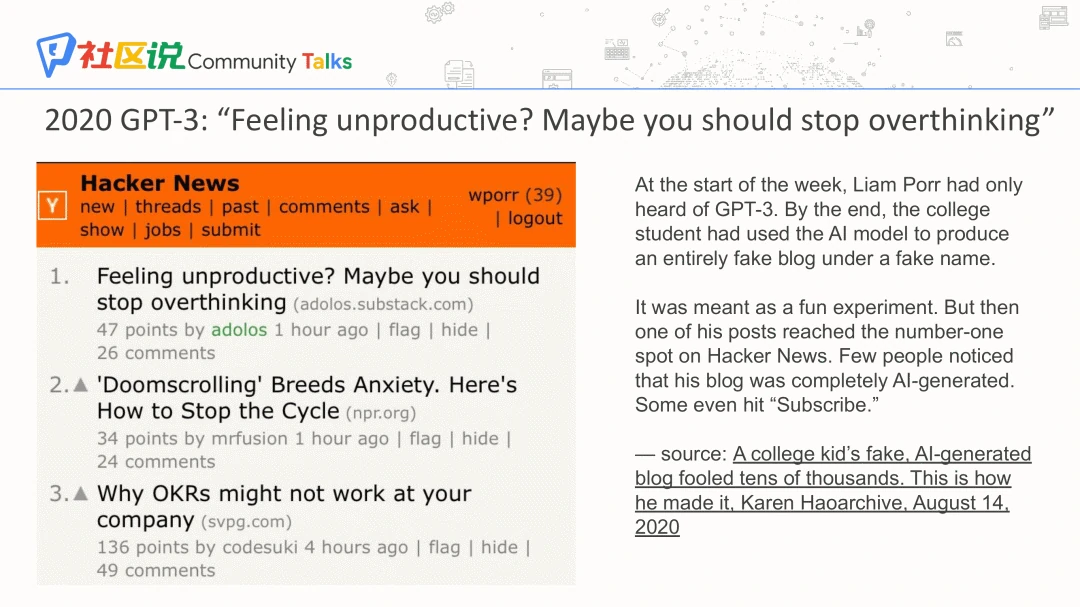 社区说 Community Talks
2020 GPT-3: “Feeling unproductive? Maybe you should stop overthinking”
Y
Hacker News
new | threads | past | comments | ask |
show | jobs | submit
wporr (39)
| logout
1. Feeling unproductive? Maybe you should
stop overthinking (adolos.substack.com)
47 points by adolos 1 hour ago | flag | hide |
26 comments
2. ▲ 'Doomscrolling' Breeds Anxiety. Here's
How to Stop the Cycle (npr.org)
34 points by mrfusion 1 hour ago | flag | hide |
24 comments
3. ▲ Why OKRs might not work at your
company (svpg.com)
136 points by codesuki 4 hours ago | flag | hide |
49 comments
At the start of the week, Liam Porr had only
heard of GPT-3. By the end, the college
student had used the AI model to produce
an entirely fake blog under a fake name.
It was meant as a fun experiment. But then
one of his posts reached the number-one
spot on Hacker News. Few people noticed
that his blog was completely AI-generated.
Some even hit “Subscribe.”
— source: A college kid’s fake, AI-generated
blog fooled tens of thousands. This is how
he made it, Karen Haoarchive, August 14,
2020